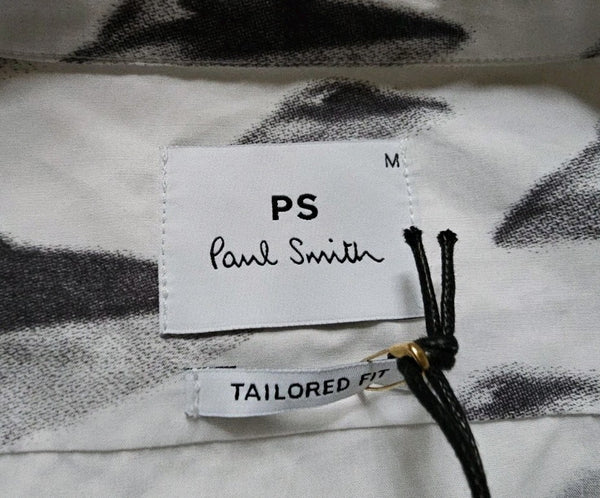 M
PS
Paul Smith
TAILORED FIT